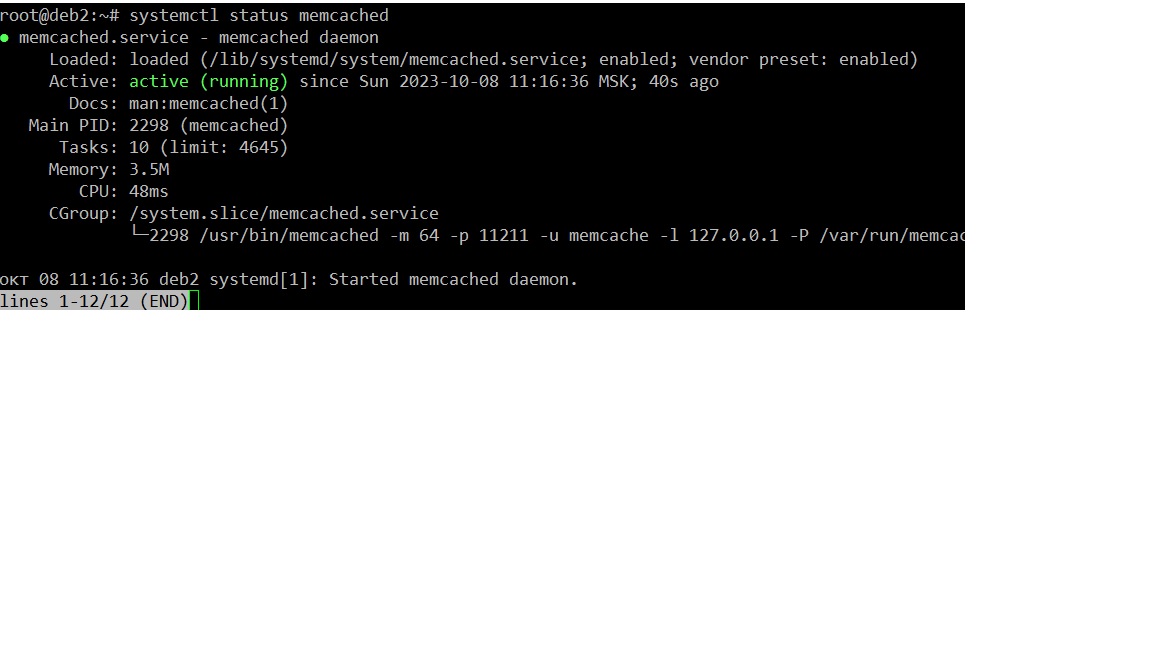 root@deb2:~# systemctl status memcached
● memcached.service - memcached daemon
Loaded: loaded (/lib/systemd/system/memcached.service; enabled; vendor preset: enabled)
Active: active (running) since Sun 2023-10-08 11:16:36 MSK; 40s ago
Docs: man:memcached(1)
Main PID: 2298 (memcached)
Tasks: 10 (limit: 4645)
Memory: 3.5M
CPU: 48ms
CGroup: /system.slice/memcached.service
└─2298 /usr/bin/memcached -m 64 -p 11211 -u memcache -l 127.0.0.1 -P /var/run/memcac
окт 08 11:16:36 deb2 systemd[1]: Started memcached daemon.
lines 1-12/12 (END)